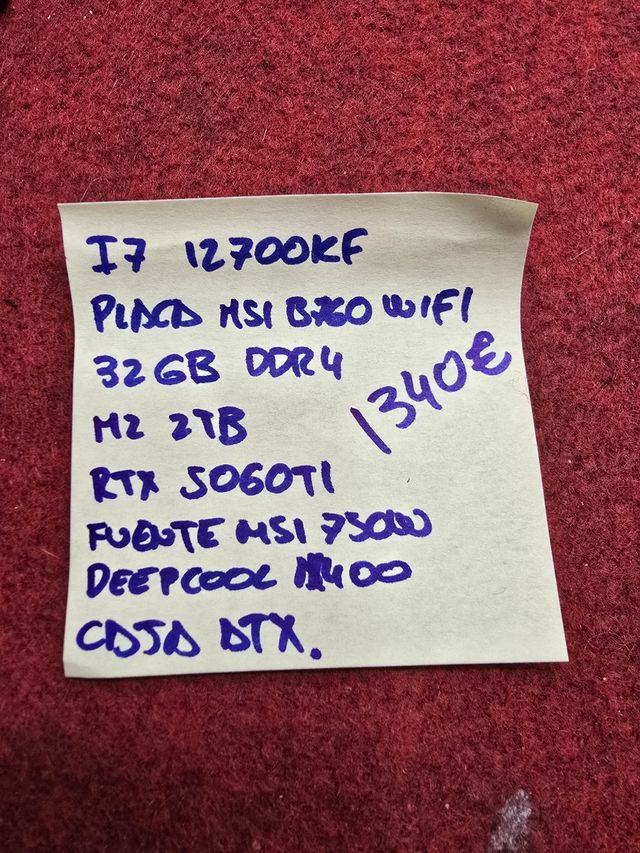 I7 12700KF
PLACA MSI B760 WIFI
32GB DDR4
1340€
M2 2TB
RTX 5060TI
FUENTE MSI 750W
DEEPCOOL 400
CAJA ATX.